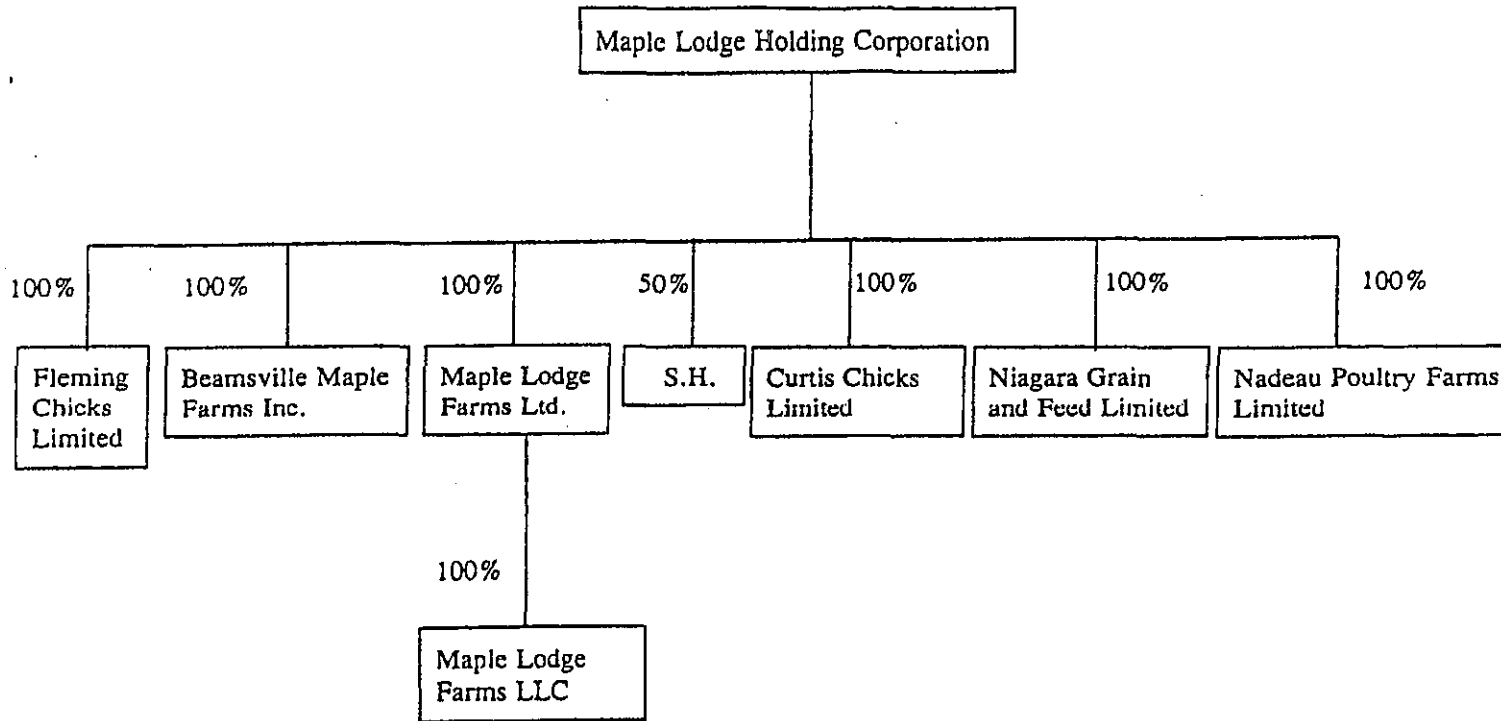 Maple Lodge Holding Corporation
100%
100%
100%
50%
100%
100%
100%
Fleming
Chicks
Limited
Beamsville Maple
Farms Inc.
Maple Lodge
Farms Ltd.
S.H.
Curtis Chicks
Limited
Niagara Grain
and Feed Limited
Nadeau Poultry Farms
Limited
100%
Maple Lodge
Farms LLC